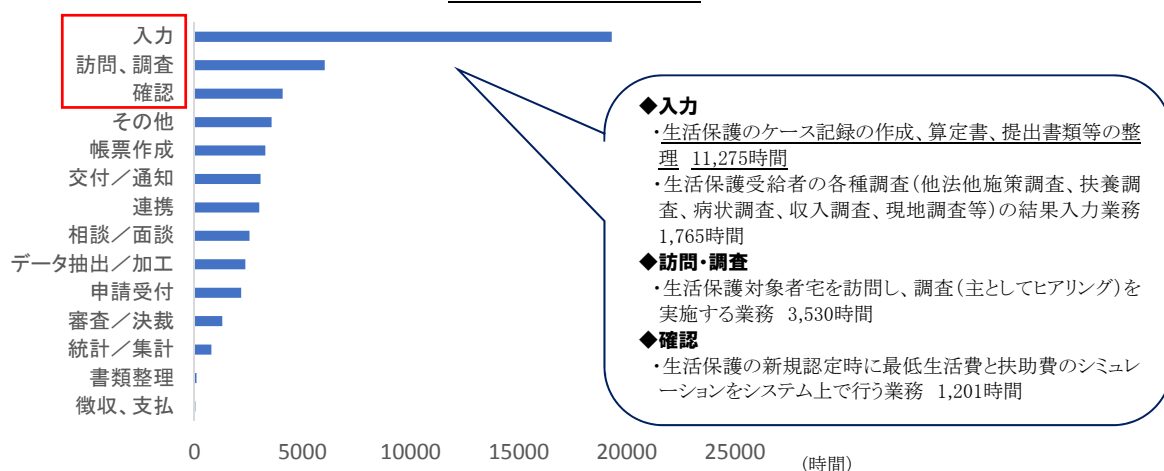 入力
訪問、調査
確認
その他
帳票作成
交付／通知
連携
相談／面談
データ抽出／加工
申請受付
審査／決裁
統計／集計
書類整理
徴収、支払
0 5000 10000 15000 20000 25000
(時間)
◆入力
・生活保護のケース記録の作成、算定書、提出書類等の整
理 11,275時間
・生活保護受給者の各種調査(他法他施策調査、扶養調
査、病状調査、収入調査、現地調査等)の結果入力業務
1,765時間
◆訪問・調査
・生活保護対象者宅を訪問し、調査(主としてヒアリング)を
実施する業務 3,530時間
◆確認
・生活保護の新規認定時に最低生活費と扶助費のシミュレ
ーションをシステム上で行う業務 1,201時間